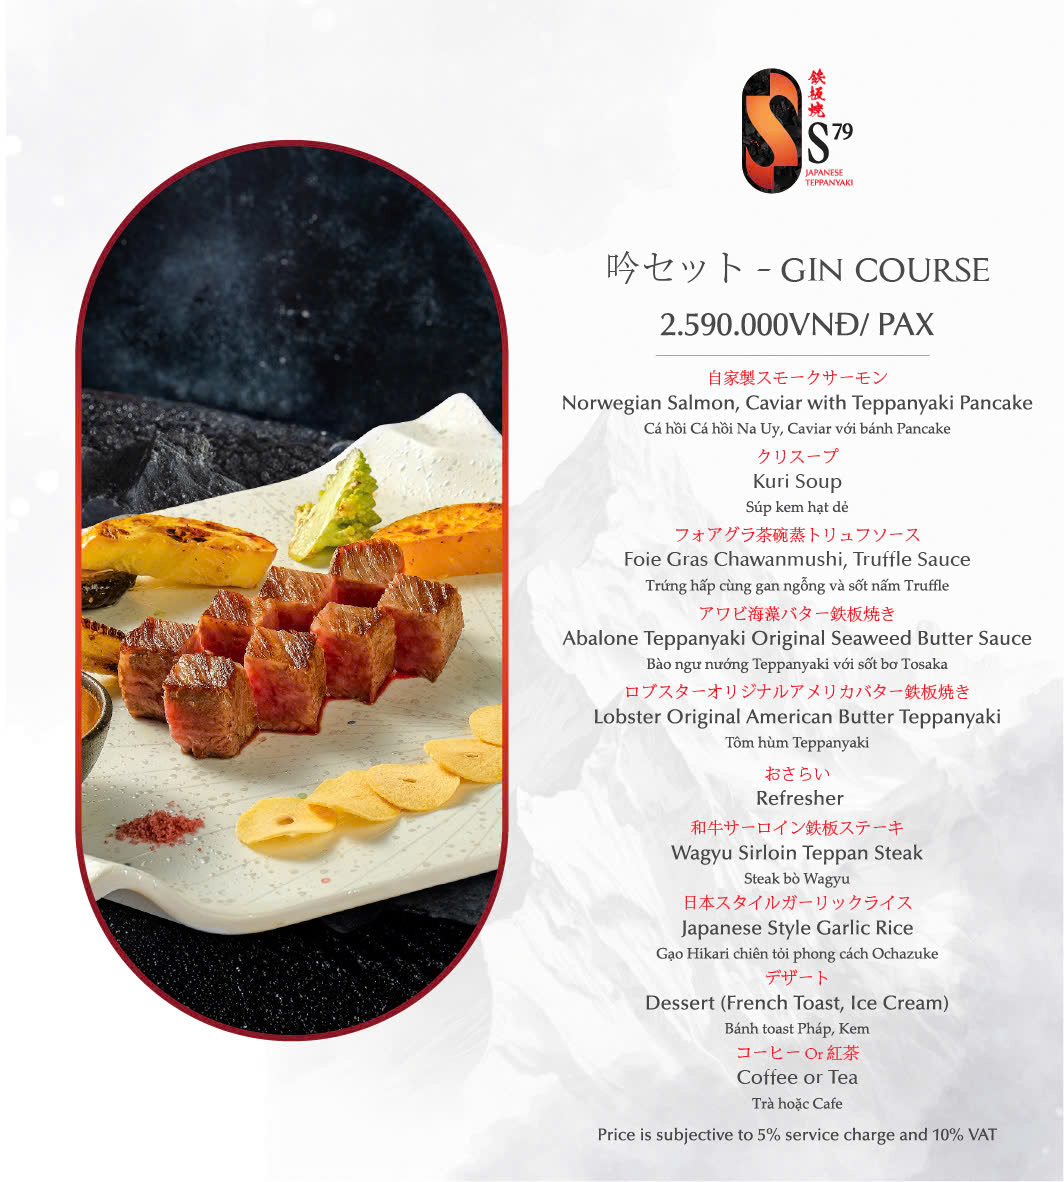 鉄板焼
S79
JAPANESE
TEPPANYAKI
吟セット - GIN COURSE
2.590.000VNĐ/ PAX
自家製スモークサーモン
Norwegian Salmon, Caviar with Teppanyaki Pancake
Cá hồi Cá hồi Na Uy, Caviar với bánh Pancake
クリスープ
Kuri Soup
Súp kem hạt dẻ
フォアグラ茶碗蒸トリュフソース
Foie Gras Chawanmushi, Truffle Sauce
Trứng hấp cùng gan ngỗng và sốt nấm Truffle
アワビ海藻バター鉄板焼き
Abalone Teppanyaki Original Seaweed Butter Sauce
Bào ngư nướng Teppanyaki với sốt bơ Tosaka
ロブスターオリジナルアメリカバター鉄板焼き
Lobster Original American Butter Teppanyaki
Tôm hùm Teppanyaki
おさらい
Refresher
和牛サーロイン鉄板ステーキ
Wagyu Sirloin Teppan Steak
Steak bò Wagyu
日本スタイルガーリックライス
Japanese Style Garlic Rice
Gạo Hikari chiên tỏi phong cách Ochazuke
デザート
Dessert (French Toast, Ice Cream)
Bánh toast Pháp, Kem
コーヒー Or 紅茶
Coffee or Tea
Trà hoặc Cafe
Price is subjective to 5% service charge and 10% VAT